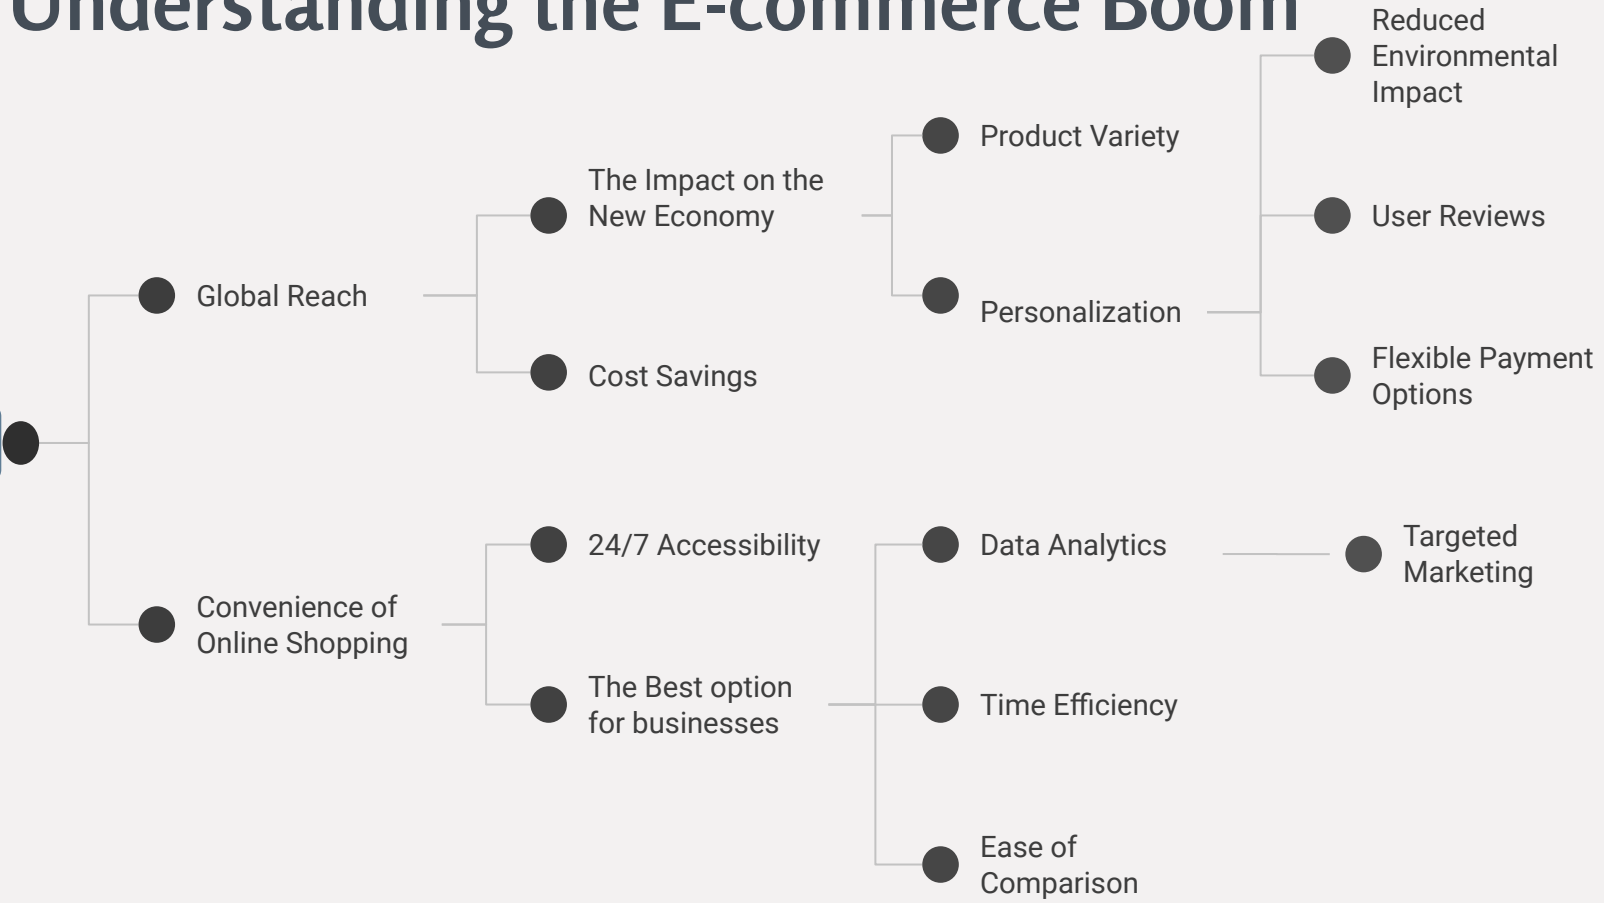 Understanding the E-commerce Boom
Reduced
Environmental
Impact
Product Variety
The Impact on the
New Economy
User Reviews
Global Reach
Personalization
Flexible Payment
Options
Cost Savings
24/7 Accessibility
Data Analytics
Targeted
Marketing
Convenience of
Online Shopping
The Best option
for businesses
Time Efficiency
Ease of
Comparison